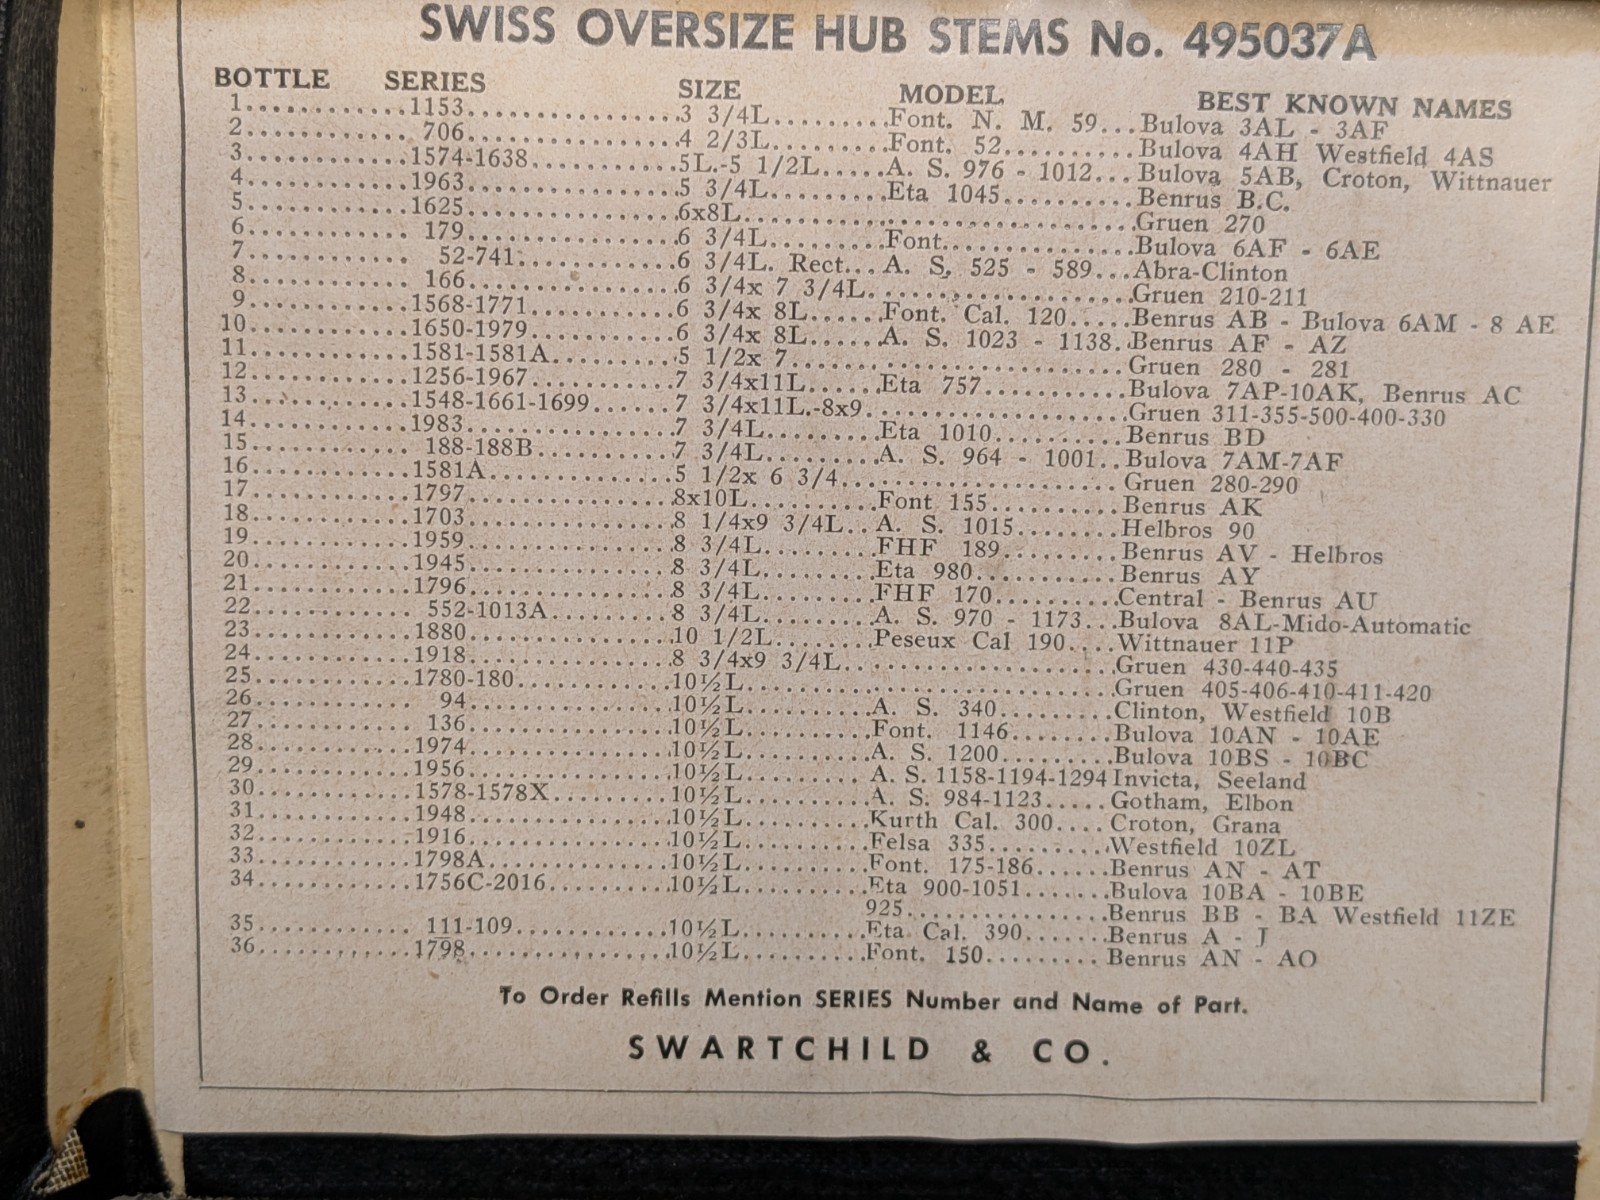 SWISS OVERSIZE HUB STEMS No. 495037A
BOTTLE SERIES SIZE MODEL BEST KNOWN NAMES
1............1153................3 3/4L.........Font. N. M. 59...Bulova 3AL - 3AF
2............ 706................4 2/3L.........Font. 52..........Bulova 4AH Westfield 4AS
3............1574-1638...........5L.-5 1/2L.....A. S. 976 - 1012...Bulova 5AB, Croton, Wittnauer
4............1963................5 3/4L.........Eta 1045..........Benrus B.C.
5............1625................6x8L..............................Gruen 270
6............ 179................6 3/4L.........Font..............Bulova 6AF - 6AE
7............ 52-741.............6 3/4L. Rect...A. S. 525 - 589...Abra-Clinton
8............ 166................6 3/4x 7 3/4L.....................Gruen 210-211
9............1568-1771...........6 3/4x 8L......Font. Cal. 120.....Benrus AB - Bulova 6AM - 8 AE
10............1650-1979...........6 3/4x 8L......A. S. 1023 - 1138. Benrus AF - AZ
11............1581-1581A..........5 1/2x 7.........................Gruen 280 - 281
12............1256-1967...........7 3/4x11L......Eta 757...........Bulova 7AP-10AK, Benrus AC
13............1548-1661-1699......7 3/4x11L.-8x9...................Gruen 311-355-500-400-330
14............1983................7 3/4L.........Eta 1010..........Benrus BD
15............ 188-188B...........7 3/4L.........A. S. 964 - 1001..Bulova 7AM-7AF
16............1581A...............5 1/2x 6 3/4.....................Gruen 280-290
17............1797................8x10L..........Font 155..........Benrus AK
18............1703................8 1/4x9 3/4L..A. S. 1015........Helbros 90
19............1959................8 3/4L.........FHF 189..........Benrus AV - Helbros
20............1945................8 3/4L.........Eta 980...........Benrus AY
21............1796................8 3/4L.........FHF 170..........Central - Benrus AU
22............ 552-1013A..........8 3/4L.........A. S. 970 - 1173...Bulova 8AL-Mido-Automatic
23............1880................10 1/2L........Peseux Cal 190....Wittnauer 11P
24............1918................8 3/4x9 3/4L.....................Gruen 430-440-435
25............1780-180............10½L.............................Gruen 405-406-410-411-420
26............ 94.................10½L..........A. S. 340.........Clinton, Westfield 10B
27............ 136................10½L..........Font. 1146........Bulova 10AN - 10AE
28............1974................10½L..........A. S. 1200........Bulova 10BS - 10BC
29............1956................10½L..........A. S. 1158-1194-1294 Invicta, Seeland
30............1578-1578X..........10½L..........A. S. 984-1123.....Gotham, Elbon
31............1948................10½L..........Kurth Cal. 300....Croton, Grana
32............1916................10½L..........Felsa 335.........Westfield 10ZL
33............1798A...............10½L..........Font. 175-186......Benrus AN - AT
34............1756C-2016..........10½L..........Eta 900-1051.......Bulova 10BA - 10BE
925...............Benrus BB - BA Westfield 11ZE
35............ 111-109............10½L..........Eta Cal. 390.......Benrus A - J
36............1798................10½L..........Font. 150.........Benrus AN - AO
To Order Refills Mention SERIES Number and Name of Part.
SWARTCHILD & CO.